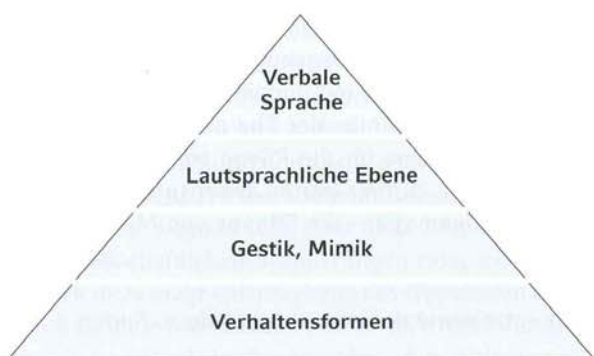 Verbale
Sprache
Lautsprachliche Ebene
Gestik, Mimik
Verhaltensformen